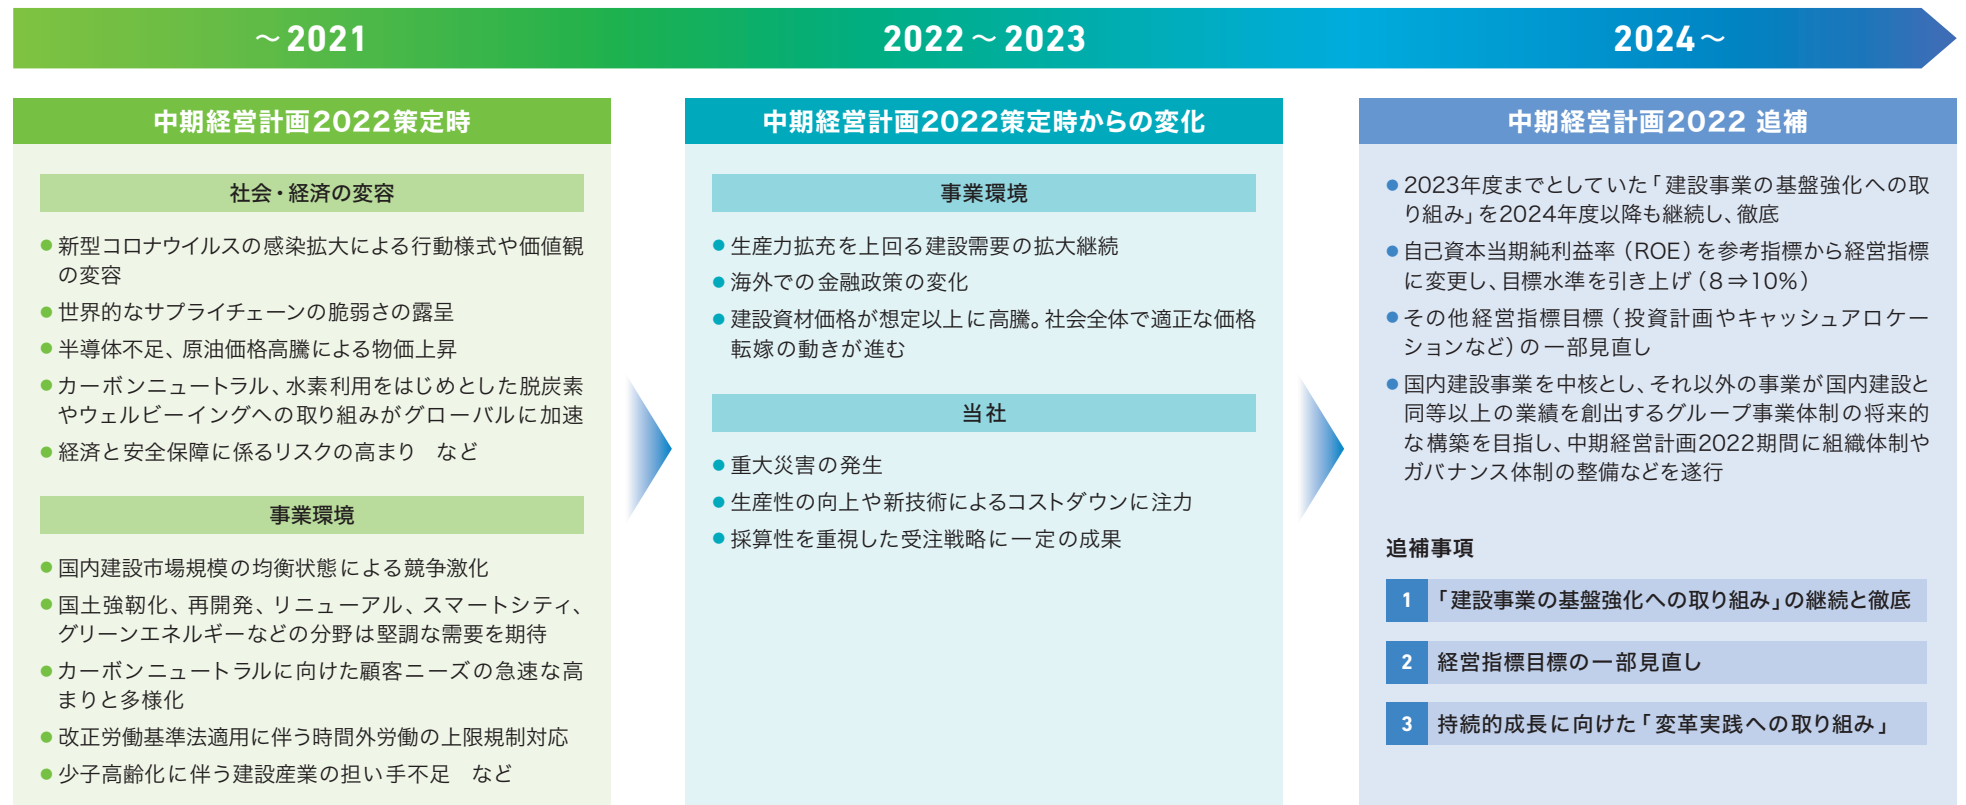 ～2021
2022～2023
2024～
中期経営計画2022策定時
社会・経済の変容
●新型コロナウイルスの感染拡大による行動様式や価値観
の変容
●世界的なサプライチェーンの脆弱さの露呈
●半導体不足、原油価格高騰による物価上昇
●カーボンニュートラル、水素利用をはじめとした脱炭素
やウェルビーイングへの取り組みがグローバルに加速
●経済と安全保障に係るリスクの高まり　など
事業環境
●国内建設市場規模の均衡状態による競争激化
●国土強靭化、再開発、リニューアル、スマートシティ、
グリーンエネルギーなどの分野は堅調な需要を期待
●カーボンニュートラルに向けた顧客ニーズの急速な高
まりと多様化
●改正労働基準法適用に伴う時間外労働の上限規制対応
●少子高齢化に伴う建設産業の担い手不足　など
中期経営計画2022策定時からの変化
事業環境
●生産力拡充を上回る建設需要の拡大継続
●海外での金融政策の変化
●建設資材価格が想定以上に高騰。社会全体で適正な価格
転嫁の動きが進む
当社
●重大災害の発生
●生産性の向上や新技術によるコストダウンに注力
●採算性を重視した受注戦略に一定の成果
中期経営計画2022 追補
●2023年度までとしていた「建設事業の基盤強化への取
り組み」を2024年度以降も継続し、徹底
●自己資本当期純利益率（ROE）を参考指標から経営指標
に変更し、目標水準を引き上げ（8⇒10%）
●その他経営指標目標（投資計画やキャッシュアロケー
ションなど）の一部見直し
●国内建設事業を中核とし、それ以外の事業が国内建設と
同等以上の業績を創出するグループ事業体制の将来的
な構築を目指し、中期経営計画2022期間に組織体制や
ガバナンス体制の整備などを遂行
追補事項
1 「建設事業の基盤強化への取り組み」の継続と徹底
2 経営指標目標の一部見直し
3 持続的成長に向けた「変革実践への取り組み」